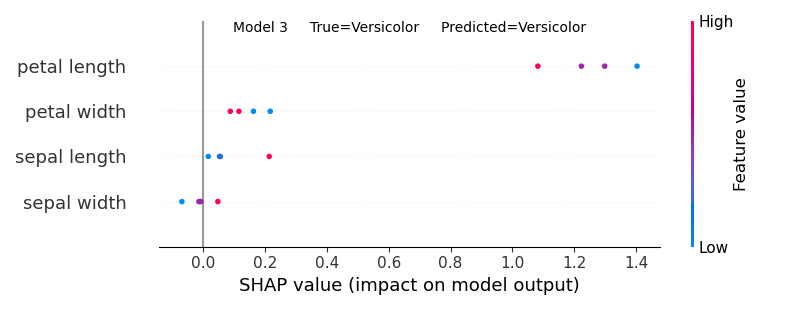 Model 3 True=Versicolor Predicted=Versicolor
High
petal length
petal width
sepal length
sepal width
Feature value
Low
0.0 0.2 0.4 0.6 0.8 1.0 1.2 1.4
SHAP value (impact on model output)